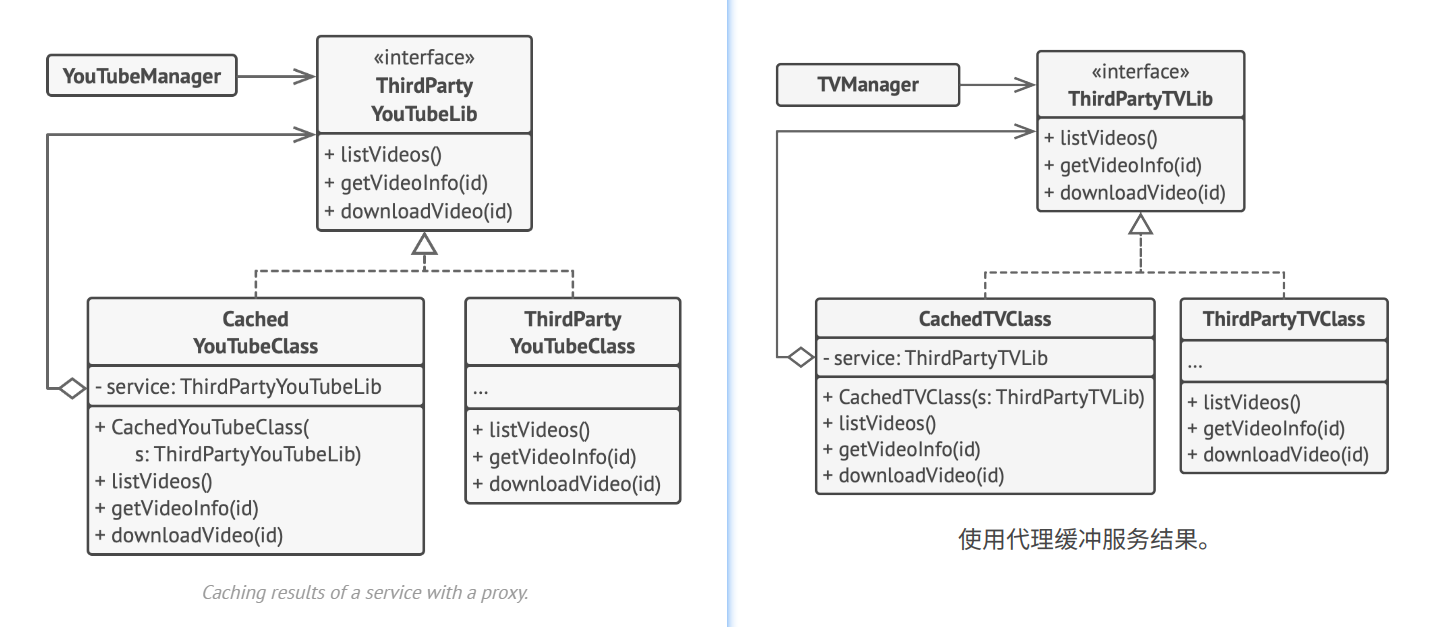 YouTubeManager
«interface»
ThirdParty
YouTubeLib
+ listVideos()
+ getVideoInfo(id)
+ downloadVideo(id)
Cached
YouTubeClass
- service: ThirdPartyYouTubeLib
+ CachedYouTubeClass(
s: ThirdPartyYouTubeLib)
+ listVideos()
+ getVideoInfo(id)
+ downloadVideo(id)
ThirdParty
YouTubeClass
...
+ listVideos()
+ getVideoInfo(id)
+ downloadVideo(id)
Caching results of a service with a proxy.
TVManager
«interface»
ThirdPartyTVLib
+ listVideos()
+ getVideoInfo(id)
+ downloadVideo(id)
CachedTVClass
- service: ThirdPartyTVLib
+ CachedTVClass(s: ThirdPartyTVLib)
+ listVideos()
+ getVideoInfo(id)
+ downloadVideo(id)
ThirdPartyTVClass
...
+ listVideos()
+ getVideoInfo(id)
+ downloadVideo(id)
使用代理缓冲服务结果。